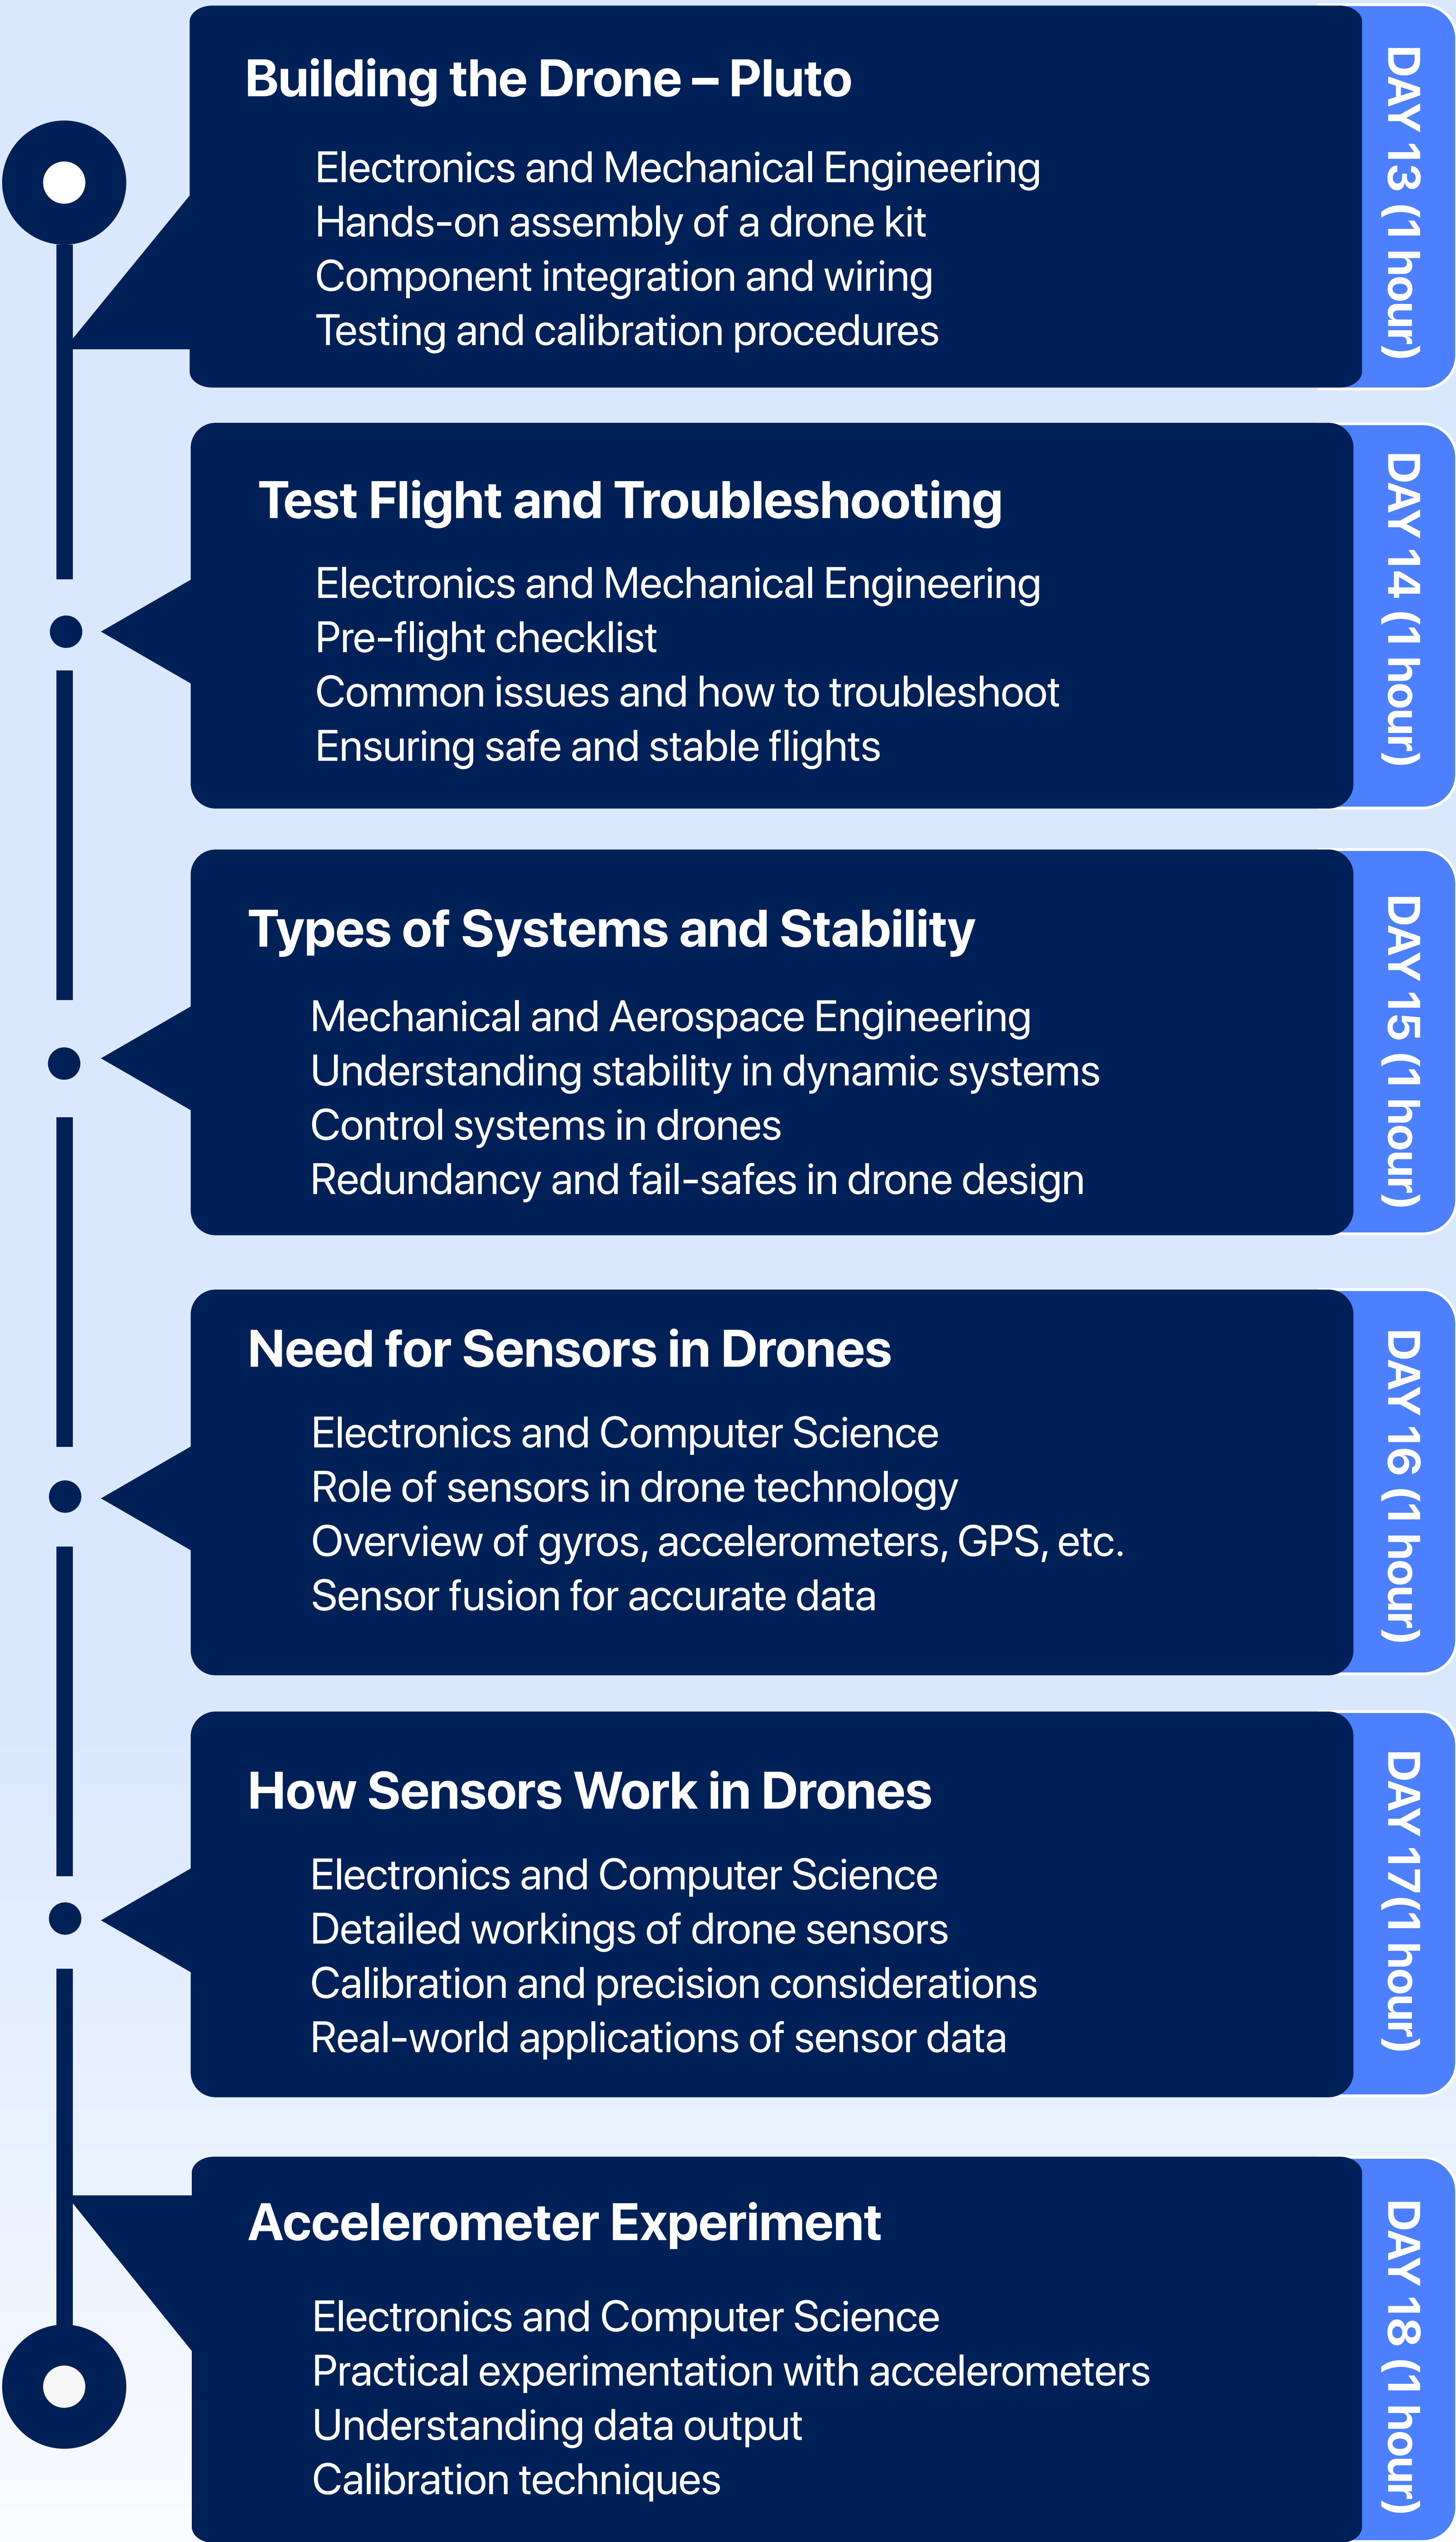 Building the Drone – Pluto
Electronics and Mechanical Engineering
Hands-on assembly of a drone kit
Component integration and wiring
Testing and calibration procedures
DAY 13 (1 hour)
Test Flight and Troubleshooting
Electronics and Mechanical Engineering
Pre-flight checklist
Common issues and how to troubleshoot
Ensuring safe and stable flights
DAY 14 (1 hour)
Types of Systems and Stability
Mechanical and Aerospace Engineering
Understanding stability in dynamic systems
Control systems in drones
Redundancy and fail-safes in drone design
DAY 15 (1 hour)
Need for Sensors in Drones
Electronics and Computer Science
Role of sensors in drone technology
Overview of gyros, accelerometers, GPS, etc.
Sensor fusion for accurate data
DAY 16 (1 hour)
How Sensors Work in Drones
Electronics and Computer Science
Detailed workings of drone sensors
Calibration and precision considerations
Real-world applications of sensor data
DAY 17(1 hour)
Accelerometer Experiment
Electronics and Computer Science
Practical experimentation with accelerometers
Understanding data output
Calibration techniques
DAY 18 (1 hour)